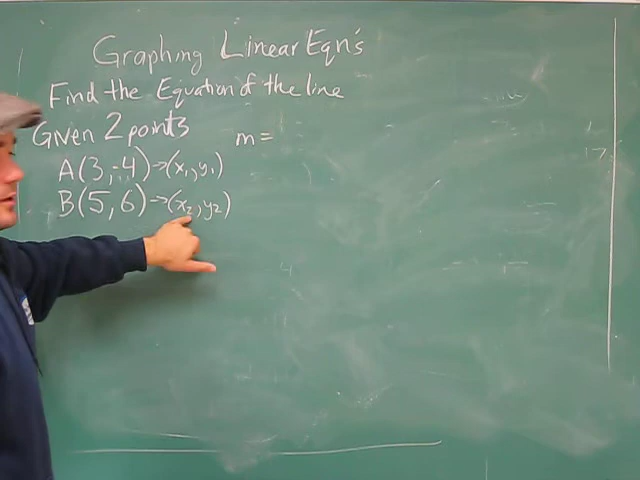 Graphing Linear Eqn's
Find the Equation of the line
Given 2 points
m =
A(3,-4)→(x₁,y₁)
B(5,6)→(x₂,y₂)